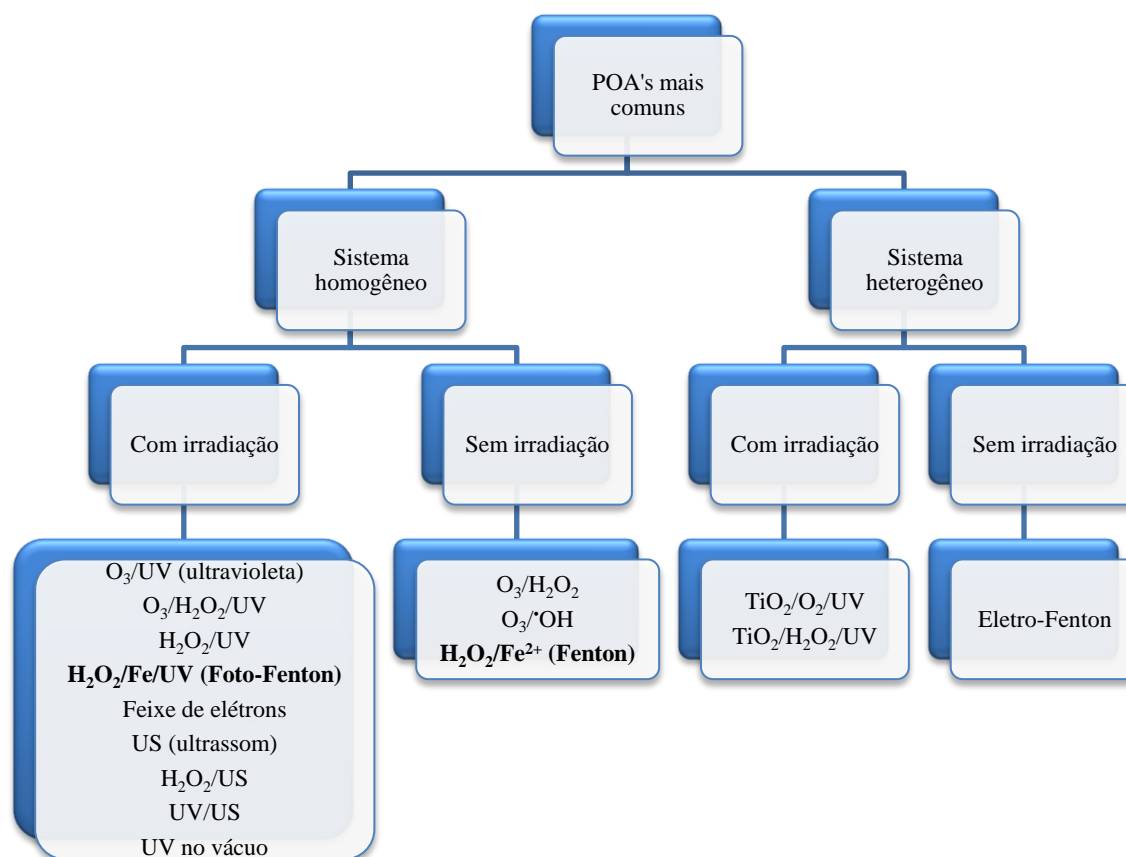 POA's mais
comuns
Sistema
homogêneo
Sistema
heterogêneo
Com irradiação
Sem irradiação
Com irradiação
Sem irradiação
O₃/UV (ultravioleta)
O₃/H₂O₂/UV
H₂O₂/UV
H₂O₂/Fe/UV (Foto-Fenton)
Feixe de elétrons
US (ultrassom)
H₂O₂/US
UV/US
UV no vácuo
O₃/H₂O₂
O₃/•OH
H₂O₂/Fe²⁺ (Fenton)
TiO₂/O₂/UV
TiO₂/H₂O₂/UV
Eletro-Fenton